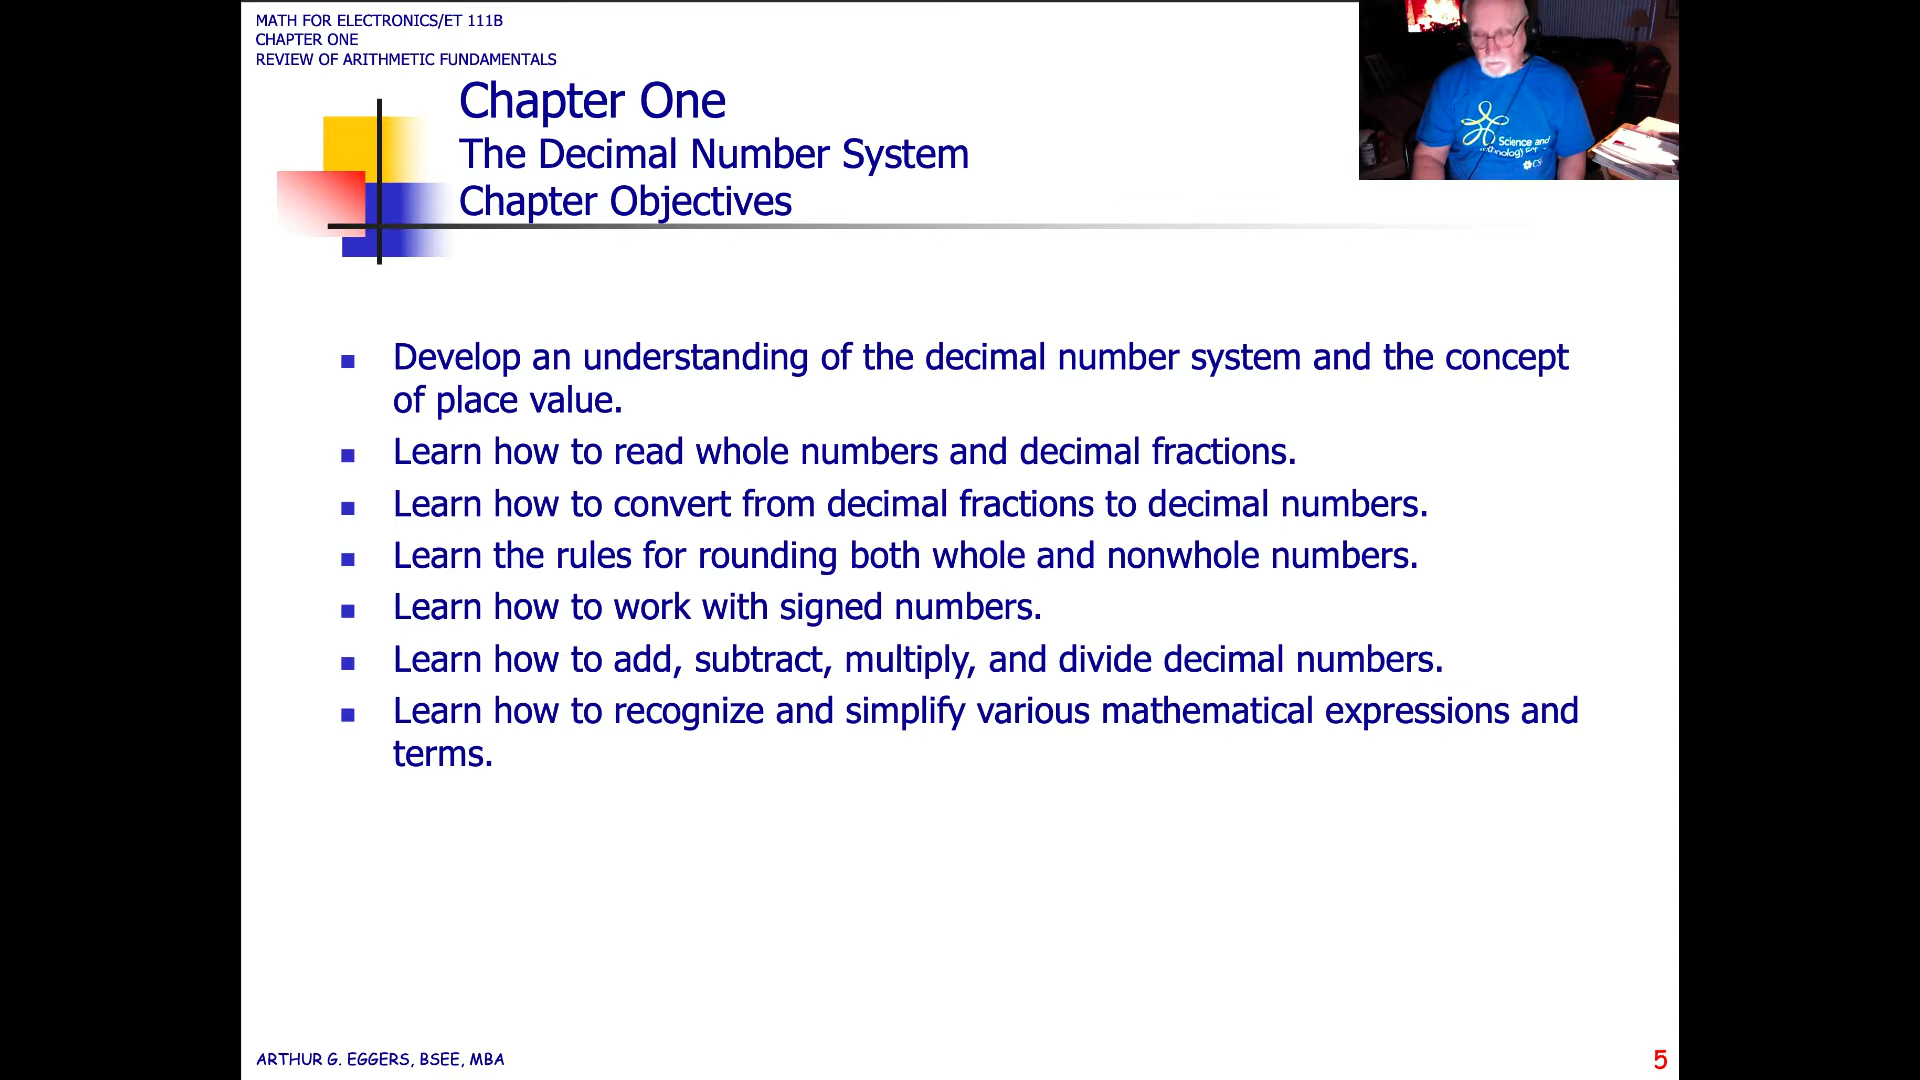 MATH FOR ELECTRONICS/ET 111B
CHAPTER ONE
REVIEW OF ARITHMETIC FUNDAMENTALS
Chapter One
The Decimal Number System
Chapter Objectives
Science and
Develop an understanding of the decimal number system and the concept
of place value.
Learn how to read whole numbers and decimal fractions.
Learn how to convert from decimal fractions to decimal numbers.
Learn the rules for rounding both whole and nonwhole numbers.
Learn how to work with signed numbers.
Learn how to add, subtract, multiply, and divide decimal numbers.
Learn how to recognize and simplify various mathematical expressions and
terms.
ARTHUR G. EGGERS, BSEE, MBA
5